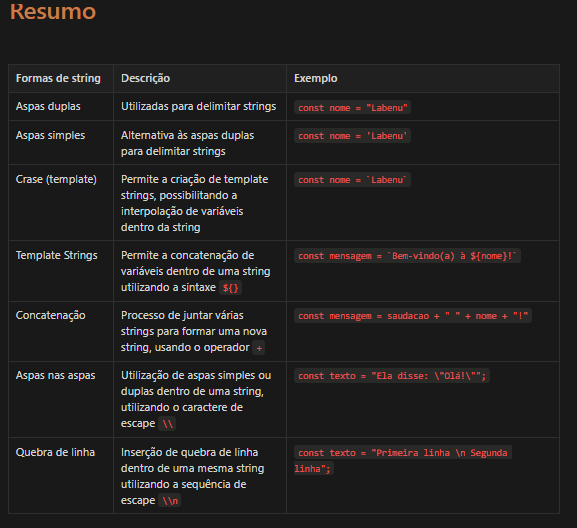 Resumo
Formas de string Descrição Exemplo
Aspas duplas Utilizadas para delimitar strings const nome = "Labenu"
Aspas simples Alternativa às aspas duplas const nome = 'Labenu'
para delimitar strings
Crase (template) Permite a criação de template const nome = `Labenu`
strings, possibilitando a
interpolação de variáveis
dentro da string
Template Strings Permite a concatenação de const mensagem = `Bem-vindo(a) à ${nome}!`
variáveis dentro de uma string
utilizando a sintaxe ${}
Concatenação Processo de juntar várias const mensagem = saudacao + " " + nome + "!"
strings para formar uma nova
string, usando o operador +
Aspas nas aspas Utilização de aspas simples ou const texto = "Ela disse: \"Olá!\"";
duplas dentro de uma string,
utilizando o caractere de
escape \\
Quebra de linha Inserção de quebra de linha const texto = "Primeira linha \n Segunda
dentro de uma mesma string linha";
utilizando a sequência de
escape \\n